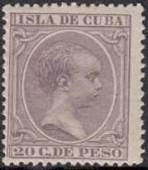 ISLA DE CUBA
20 C. DE PESO